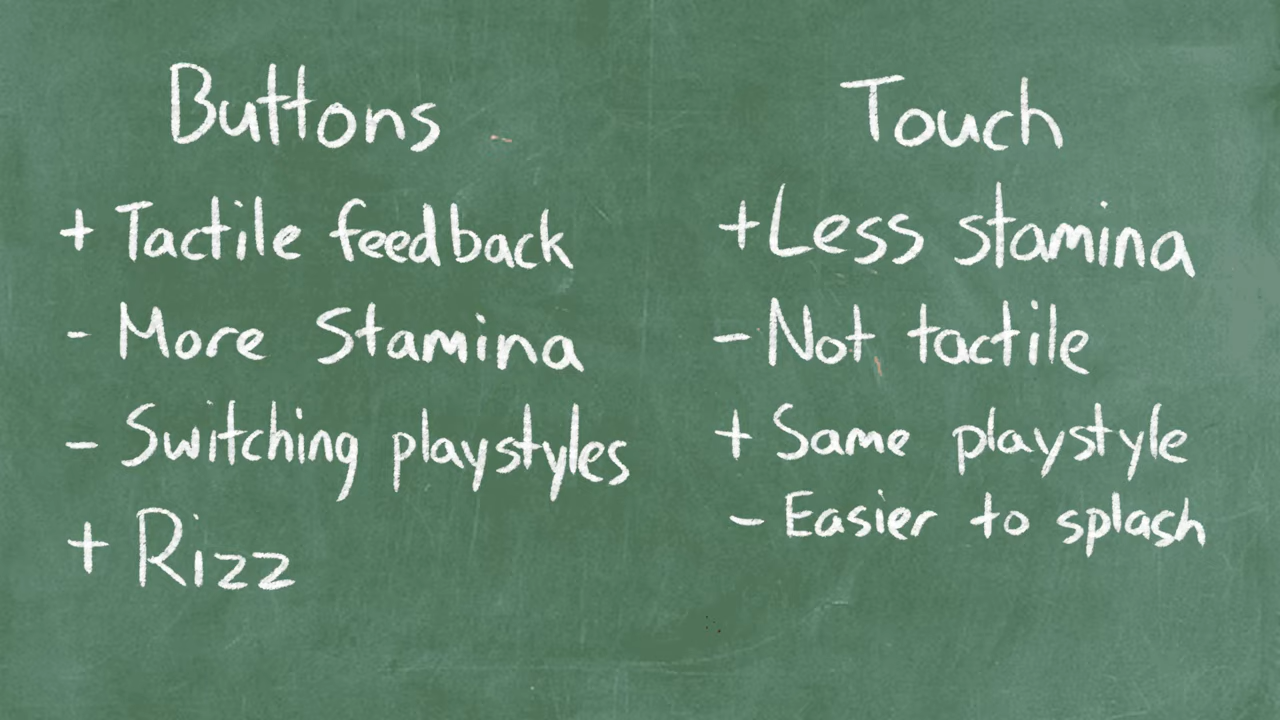 Buttons
+ Tactile feedback
- More Stamina
- Switching playstyles
+ Rizz
Touch
+ Less stamina
- Not tactile
+ Same playstyle
- Easier to splash